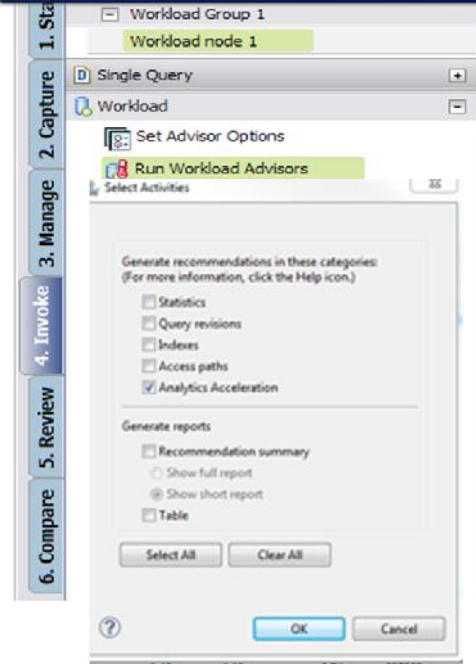 1. Sta
2. Capture
3. Manage
4. Invoke
5. Review
6. Compare
Workload Group 1
Workload node 1
Single Query
Workload
Set Advisor Options
Run Workload Advisors
Select Activities
Generate recommendations in these categories:
(For more information, click the Help icon.)
Statistics
Query revisions
Indexes
Access paths
Analytics Acceleration
Generate reports
Recommendation summary
Show full report
Show short report
Table
Select All Clear All
OK Cancel